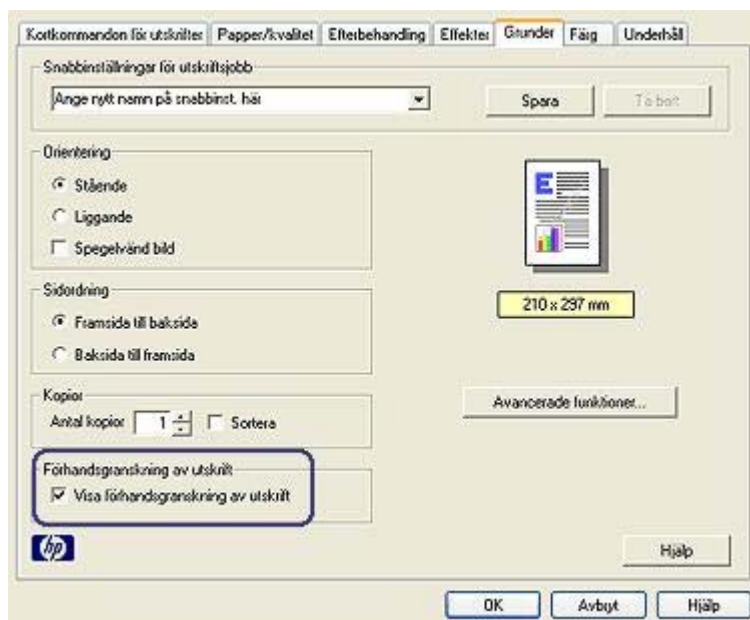 Kortkommandon för utskrifter Papper/kvalitet Efterbehandling Effekter Grunder Färg Underhåll
Snabbinställningar för utskriftsjobb
Ange nytt namn på snabbinst. här
Spara Ta bort
Orientering
Stående
Liggande
Spegelvänd bild
E
210 x 297 mm
Sidordning
Framsida till baksida
Baksida till framsida
Kopior
Antal kopior 1 Sortera
Avancerade funktioner...
Förhandsgranskning av utskrift
Visa förhandsgranskning av utskrift
hp
Hjälp
OK Avbryt Hjälp